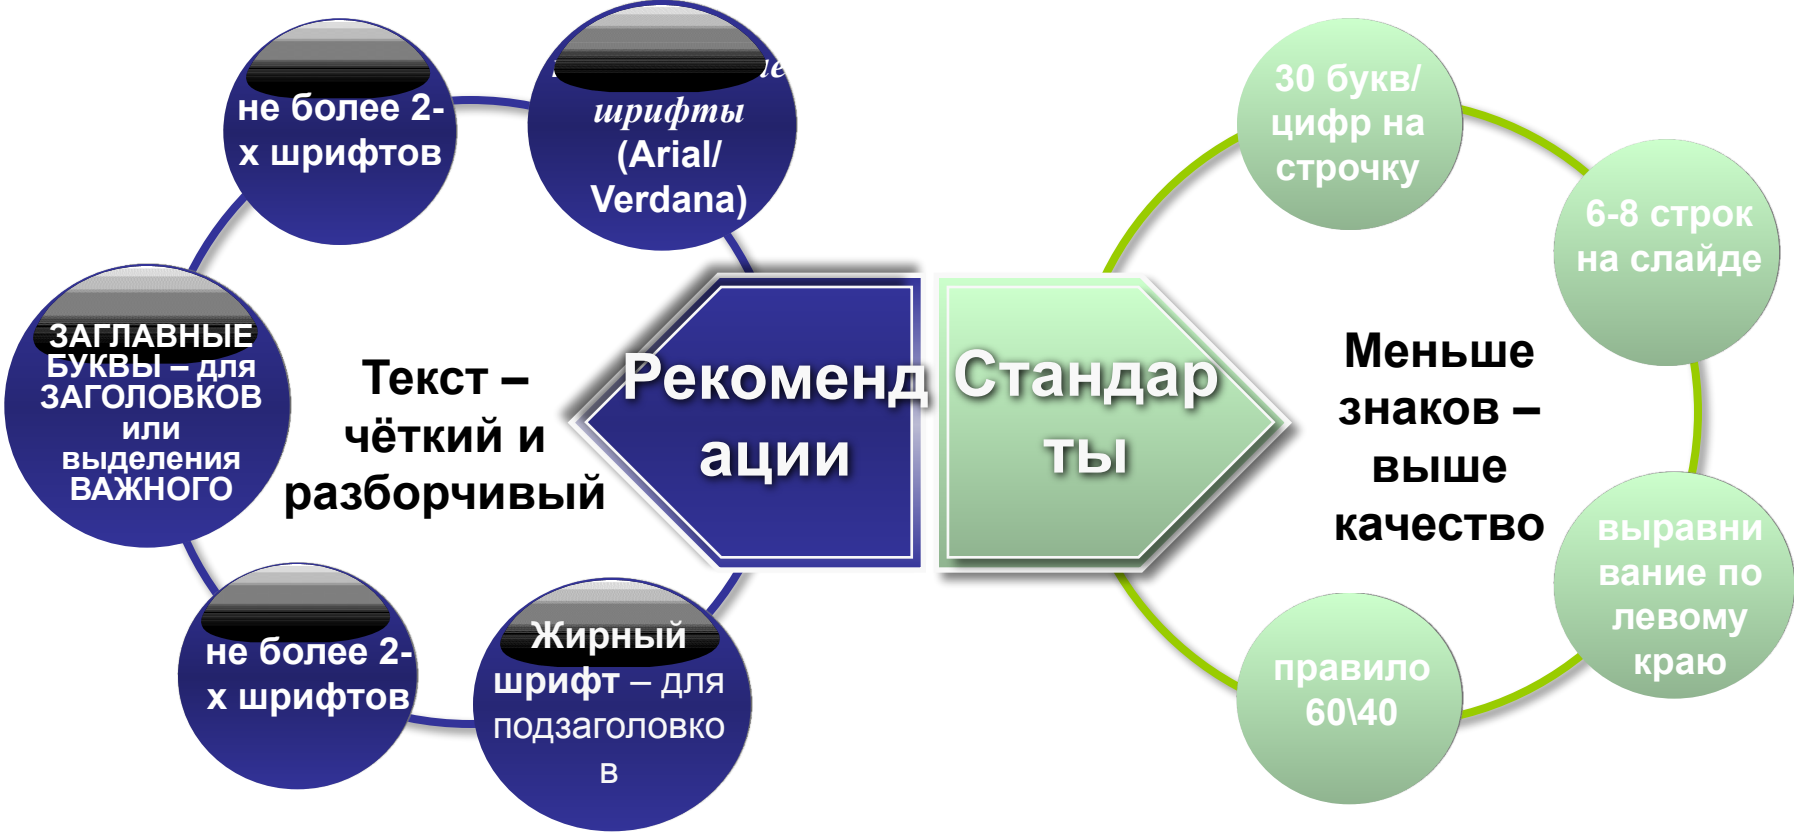 не более 2-
х шрифтов
шрифты
(Arial/
Verdana)
ЗАГЛАВНЫЕ
БУКВЫ – для
ЗАГОЛОВКОВ
или
выделения
ВАЖНОГО
Текст –
чёткий и
разборчивый
Рекоменд
ации
не более 2-
х шрифтов
Жирный
шрифт – для
подзаголовко
в
Стандар
ты
30 букв/
цифр на
строчку
6-8 строк
на слайде
Меньше
знаков –
выше
качество
выравни
вание по
левому
краю
правило
60\40